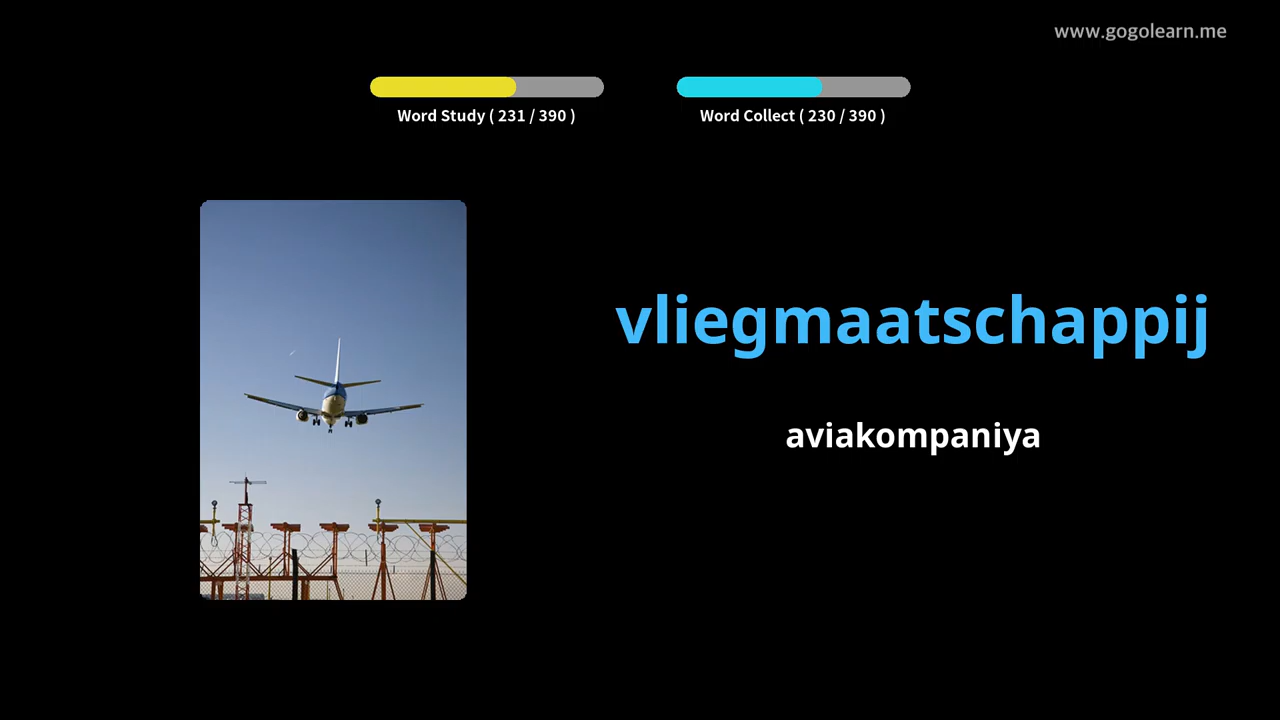 www.gogolearn.me
Word Study ( 231 / 390 )
Word Collect ( 230 / 390 )
vliegmaatschappij
aviakompaniya